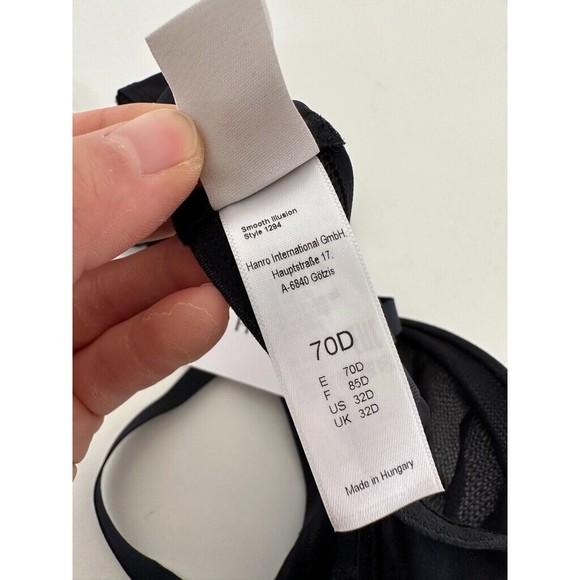 Smooth Illusion
Style 1294
Hanro International GmbH.
Hauptstraße 17,
A-6840 Götzis
70D
E 70D
F 85D
US 32D
UK 32D
Made in Hungary